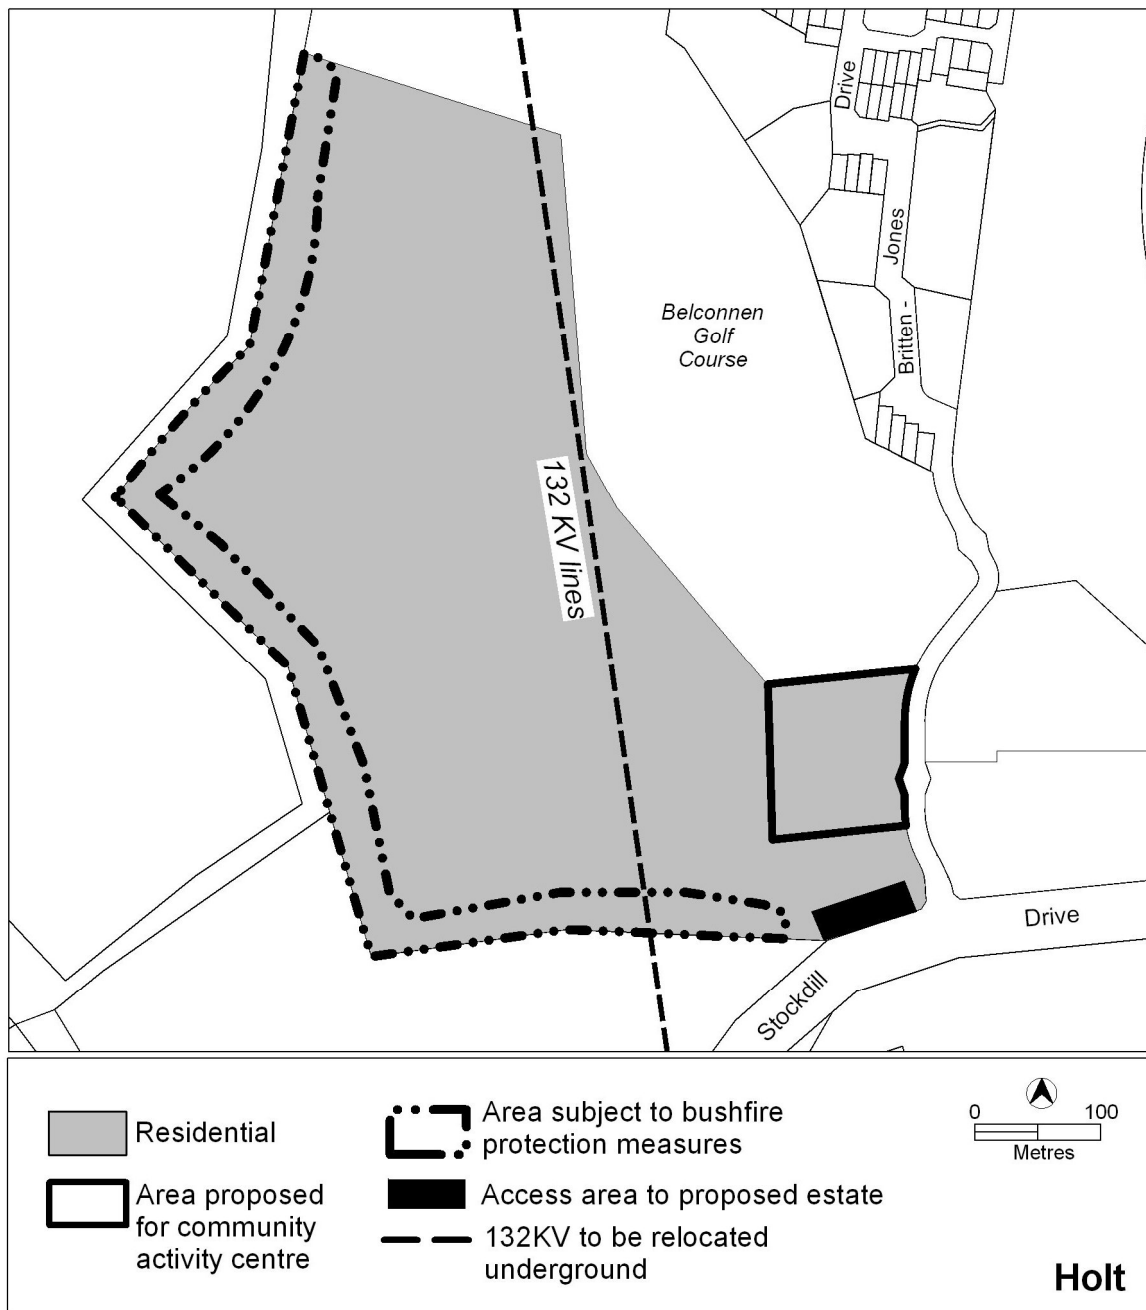 Drive
Jones
Britten -
Belconnen
Golf
Course
132 KV lines
Drive
Stockdill
Residential
Area proposed
for community
activity centre
Area subject to bushfire
protection measures
Access area to proposed estate
132KV to be relocated
underground
0 100
Metres
Holt